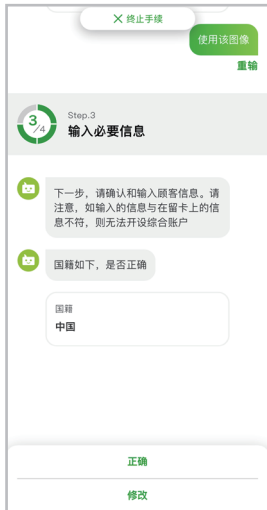 ✕ 终止手续
使用该图像
重输
3/4
Step.3
输入必要信息
下一步，请确认和输入顾客信息。请
注意，如输入的信息与在留卡上的信
息不符，则无法开设综合账户
国籍如下，是否正确
国籍
中国
正确
修改